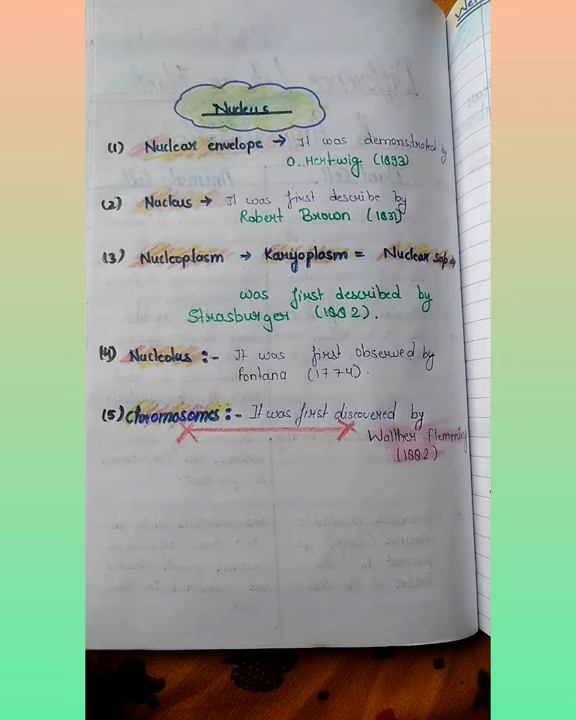 Nucleus
(1) Nuclear envelope → It was demonstrated by
O. Hertwig (1893)
(2) Nucleus → It was first describe by
Robert Brown (1831)
(3) Nucleoplasm → Karyoplasm = Nuclear sap →
was first described by
Strasburger (1882).
(4) Nucleolus :- It was first observed by
Fontana (1774).
(5) Chromosomes :- It was first discovered by
Walther Flemming
(1882)